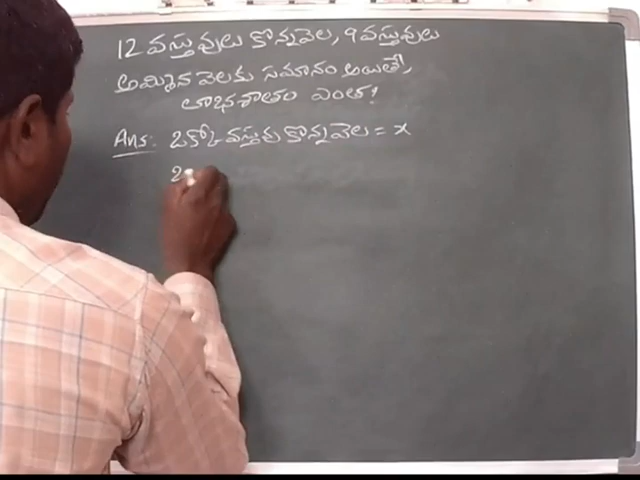 12 వస్తువులు కొన్నవెల, 9 వస్తువులు
అమ్మిన వెలకు సమానం అయితే,
లాభశాతం ఎంత?
Ans: ఒక్కో వస్తువు కొన్నవెల = x